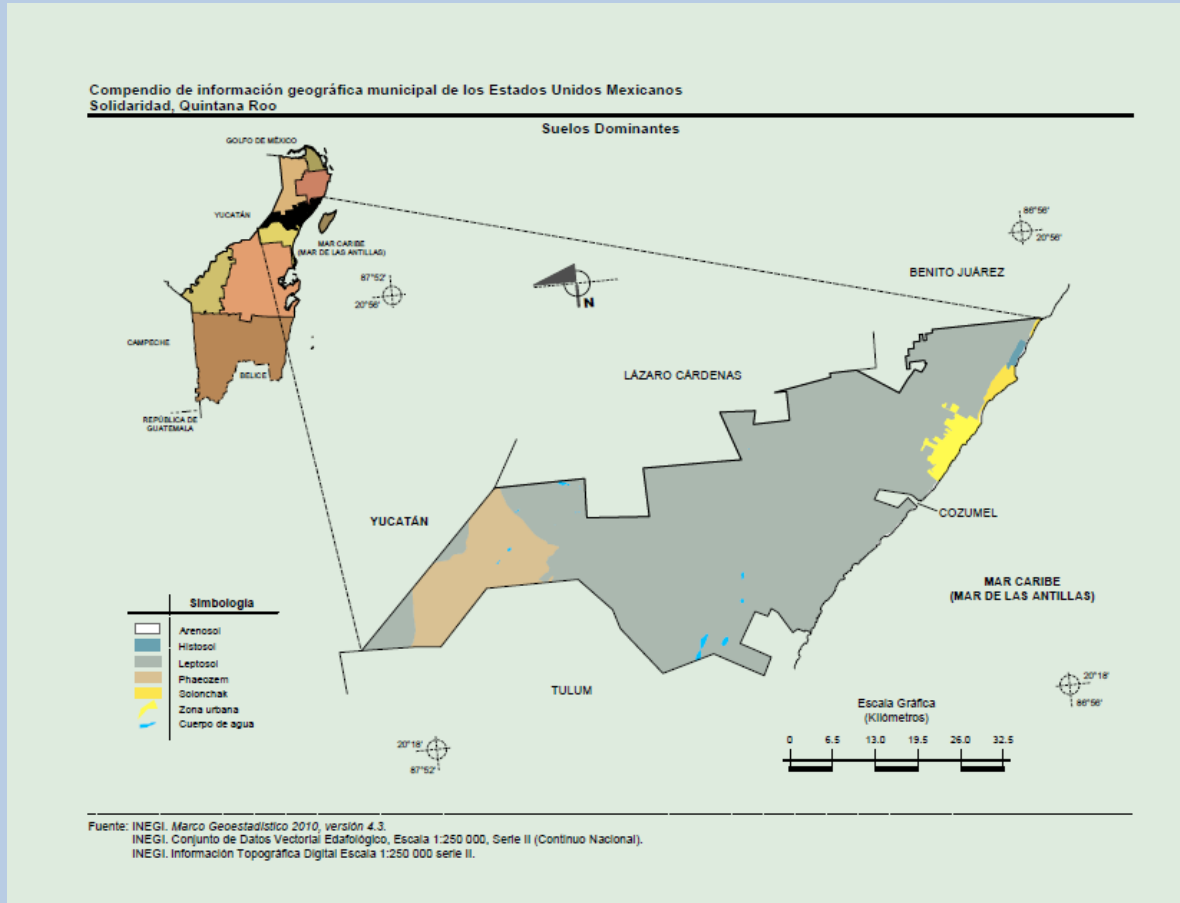 Compendio de información geográfica municipal de los Estados Unidos Mexicanos
Solidaridad, Quintana Roo
Suelos Dominantes
GOLFO DE MÉXICO
YUCATÁN
MAR CARIBE
(MAR DE LAS ANTILLAS)
CAMPECHE
BELICE
REPÚBLICA DE
GUATEMALA
87°52'
20°56'
N
86°56'
20°56'
BENITO JUÁREZ
LÁZARO CÁRDENAS
YUCATÁN
COZUMEL
MAR CARIBE
(MAR DE LAS ANTILLAS)
TULUM
Simbología
Arenosol
Histosol
Leptosol
Phaeozem
Solonchak
Zona urbana
Cuerpo de agua
20°18'
87°52'
20°18'
86°56'
Escala Gráfica
(Kilómetros)
0 6.5 13.0 19.5 26.0 32.5
Fuente: INEGI. Marco Geoestadístico 2010, versión 4.3.
INEGI. Conjunto de Datos Vectorial Edafológico, Escala 1:250 000, Serie II (Continuo Nacional).
INEGI. Información Topográfica Digital Escala 1:250 000 serie II.